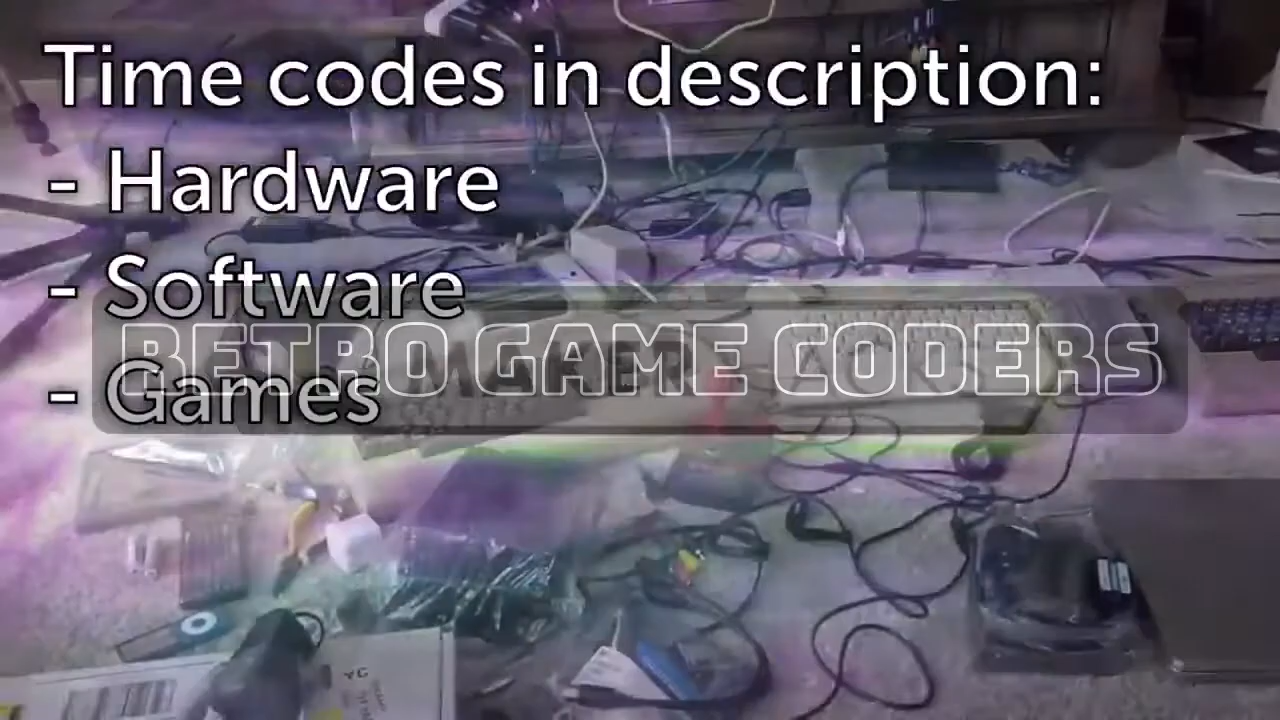 Time codes in description:
- Hardware
- Software
- Games
RETRO GAME CODERS